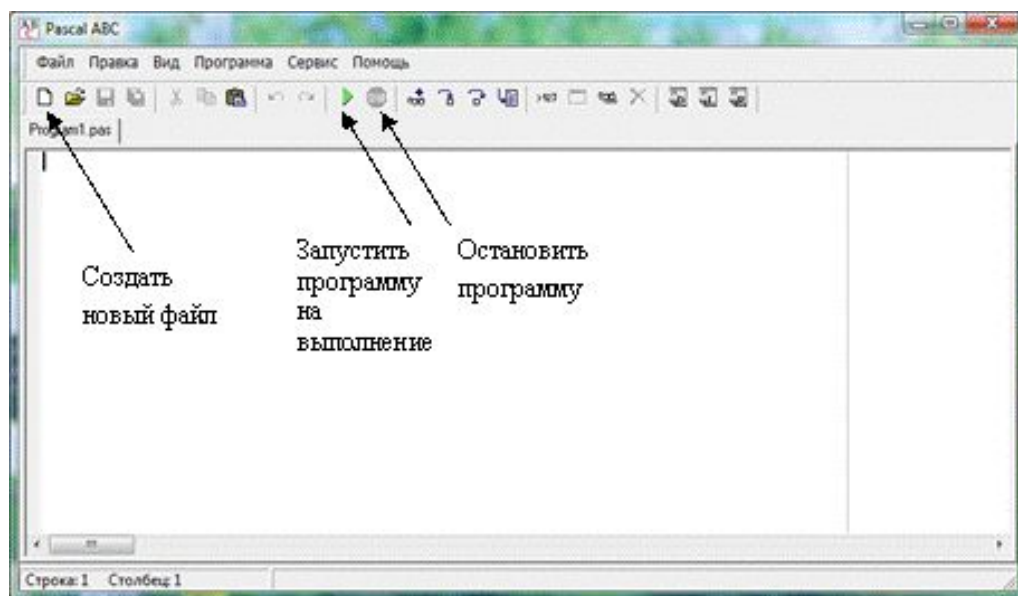 Pascal ABC
Файл Правка Вид Программа Сервис Помощь
Program1.pas
Создать
новый файл
Запустить
программу
на
выполнение
Остановить
программу
Строка: 1 Столбец: 1